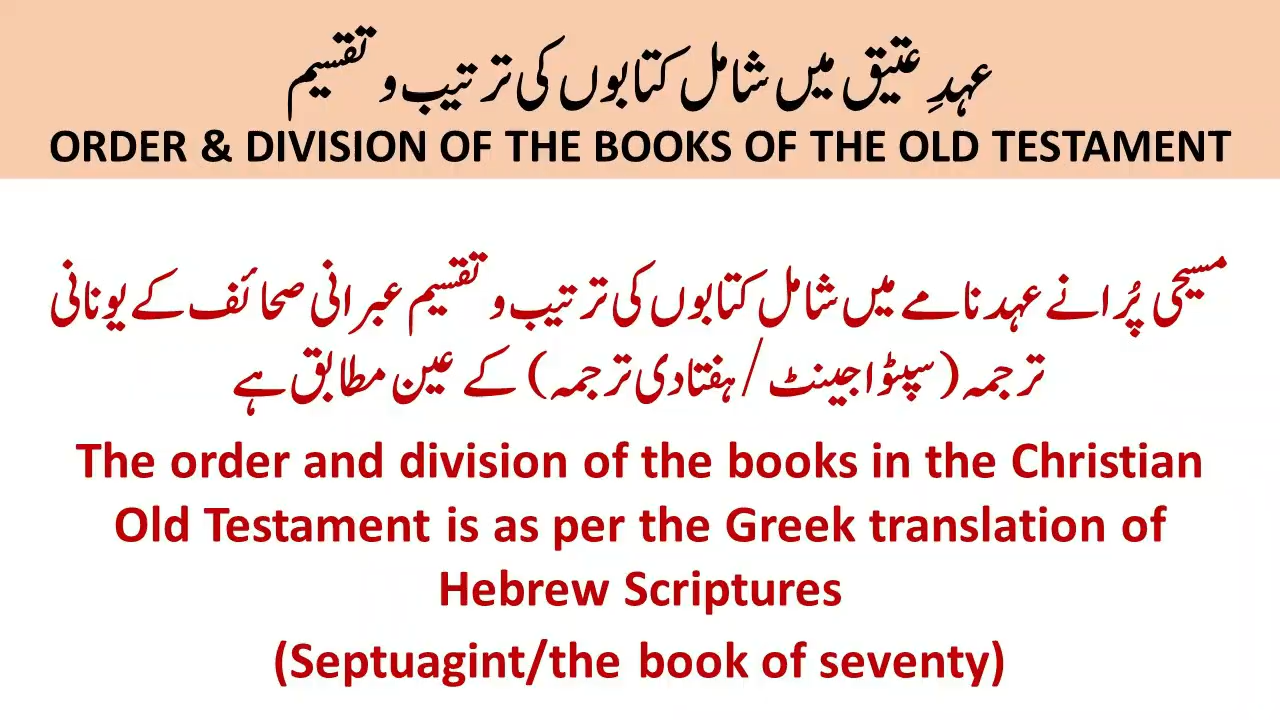 عہدِ عتیق میں شامل کتابوں کی ترتیب و تقسیم
ORDER & DIVISION OF THE BOOKS OF THE OLD TESTAMENT
مسیحی پُرانے عہد نامے میں شامل کتابوں کی ترتیب و تقسیم عبرانی صحائف کے یونانی
ترجمہ (سپٹواجینٹ/ہفتادی ترجمہ) کے عین مطابق ہے
The order and division of the books in the Christian
Old Testament is as per the Greek translation of
Hebrew Scriptures
(Septuagint/the book of seventy)